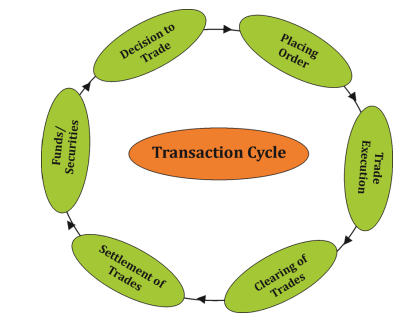 Decision to
Trade
Placing
Order
Trade
Execution
Clearing of
Trades
Settlement of
Trades
Funds/
Securities
Transaction Cycle